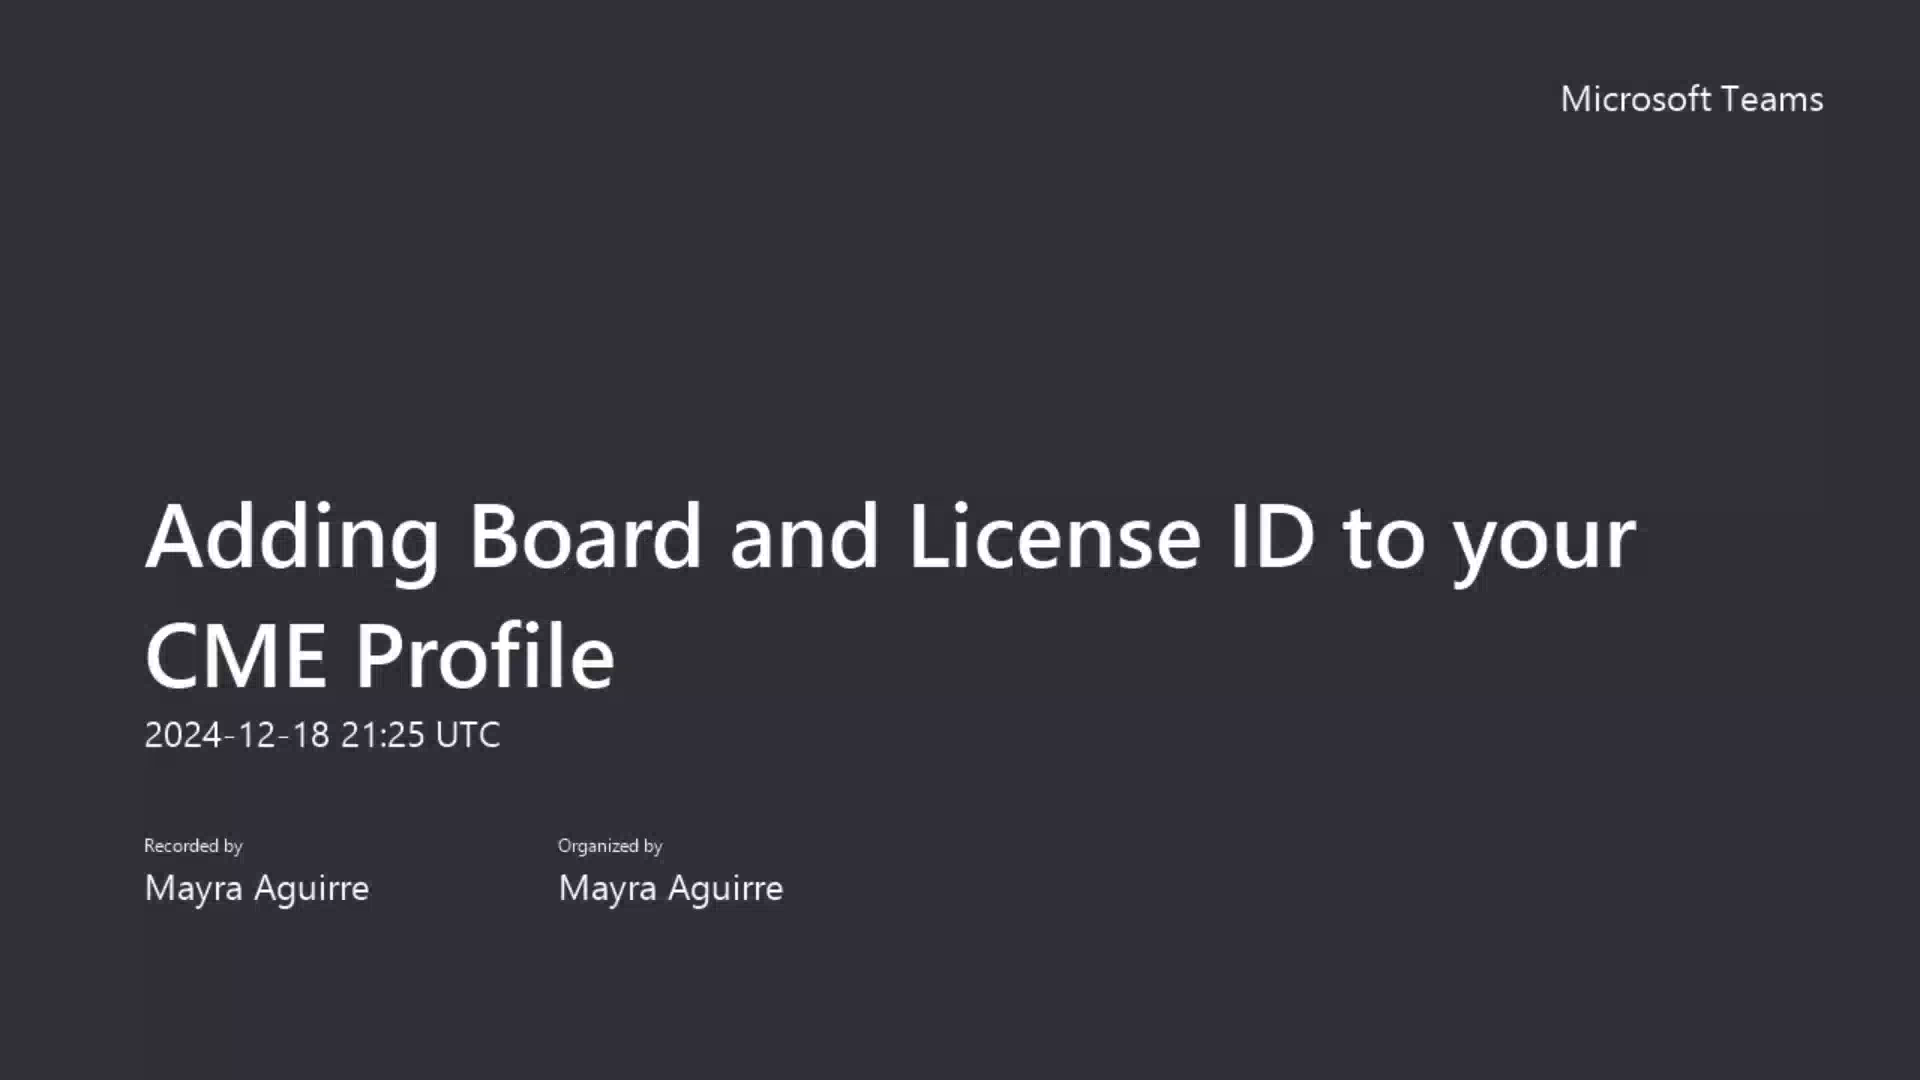 Microsoft Teams
Adding Board and License ID to your
CME Profile
2024-12-18 21:25 UTC
Recorded by
Mayra Aguirre
Organized by
Mayra Aguirre